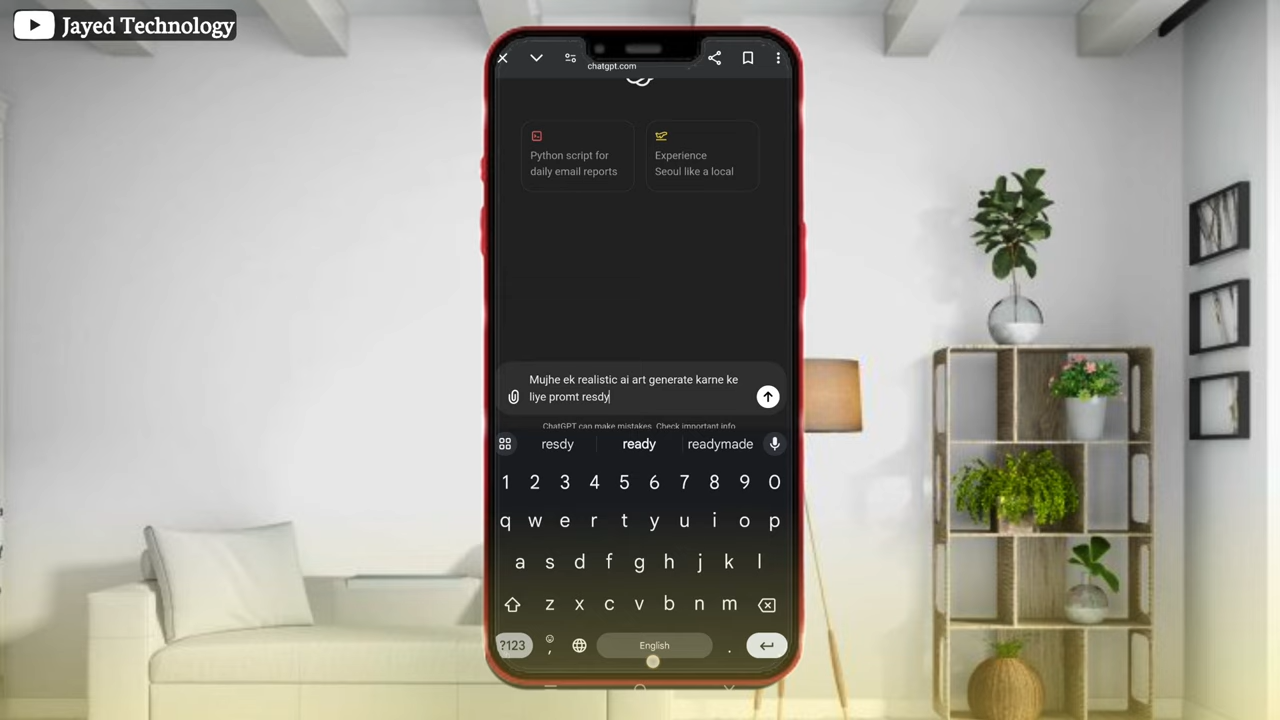 Jayed Technology
chatgpt.com
Python script for
daily email reports
Experience
Seoul like a local
Mujhe ek realistic ai art generate karne ke
liye promt resdy
ChatGPT can make mistakes. Check important info.
resdy ready readymade
1 2 3 4 5 6 7 8 9 0
q w e r t y u i o p
a s d f g h j k l
z x c v b n m
?123 , English .